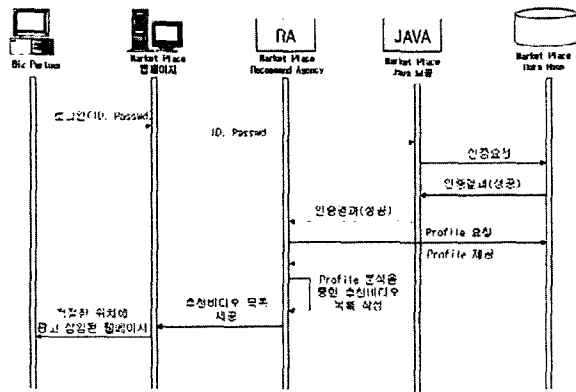 RA
JAVA
Biz Partner
Market Place
웹페이지
Market Place
Recommend Agency
Market Place
Java 모듈
Market Place
로그인(ID, Passwd
ID, Passwd
인증요청
인증결과(성공)
인증결과(성공)
Profile 요청
Profile 제공
Profile 분석을
통한 추천비디오
목록 작성
추천비디오 목록
제공
적절한 위치에
광고 삽입된 웹페이지